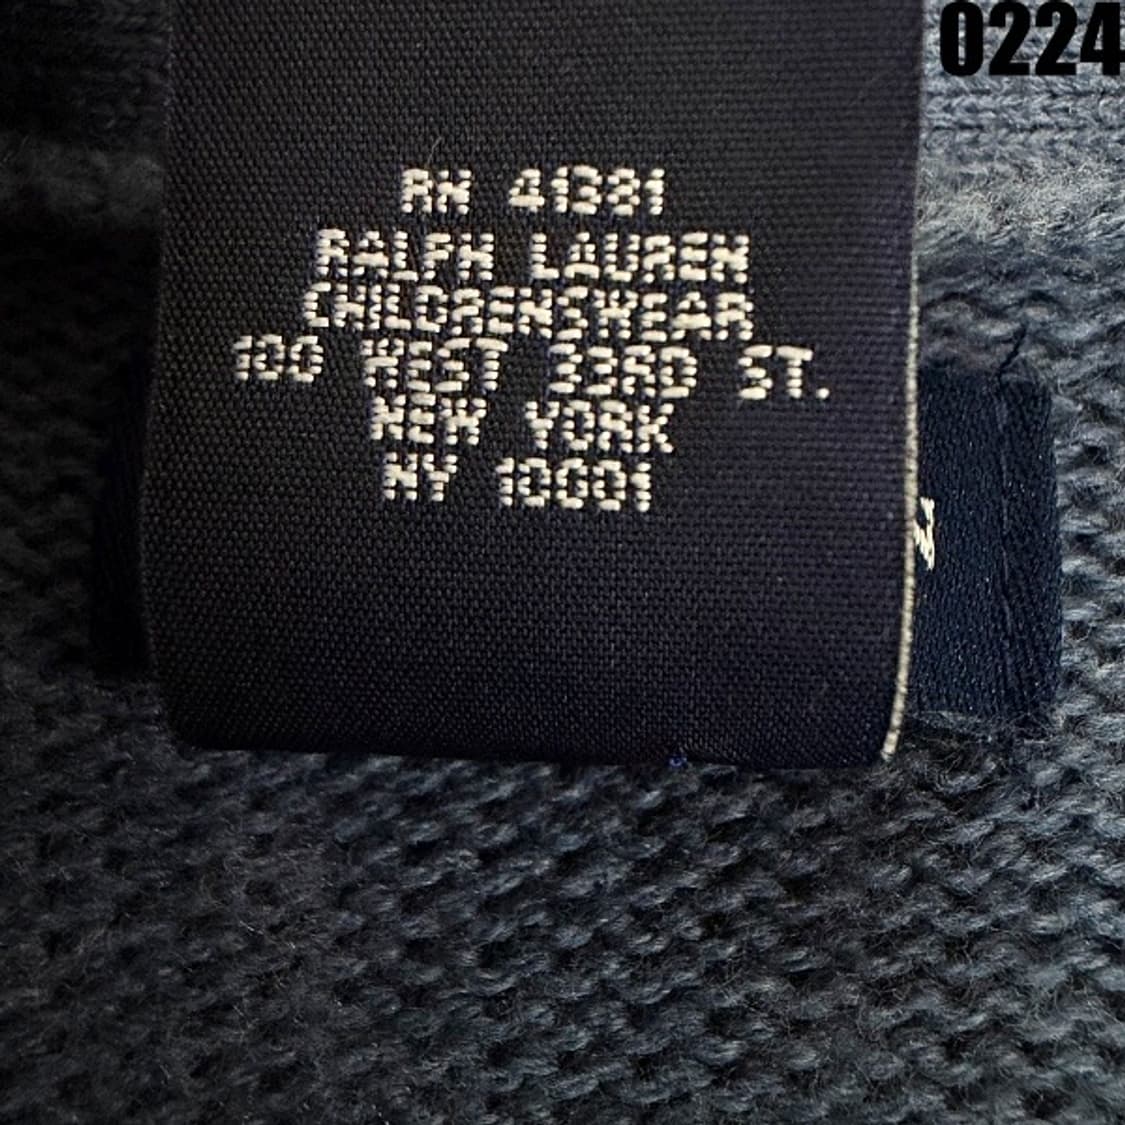 0224
RN 41381
RALPH LAUREN
CHILDRENSWEAR
100 WEST 33RD ST.
NEW YORK
NY 10001